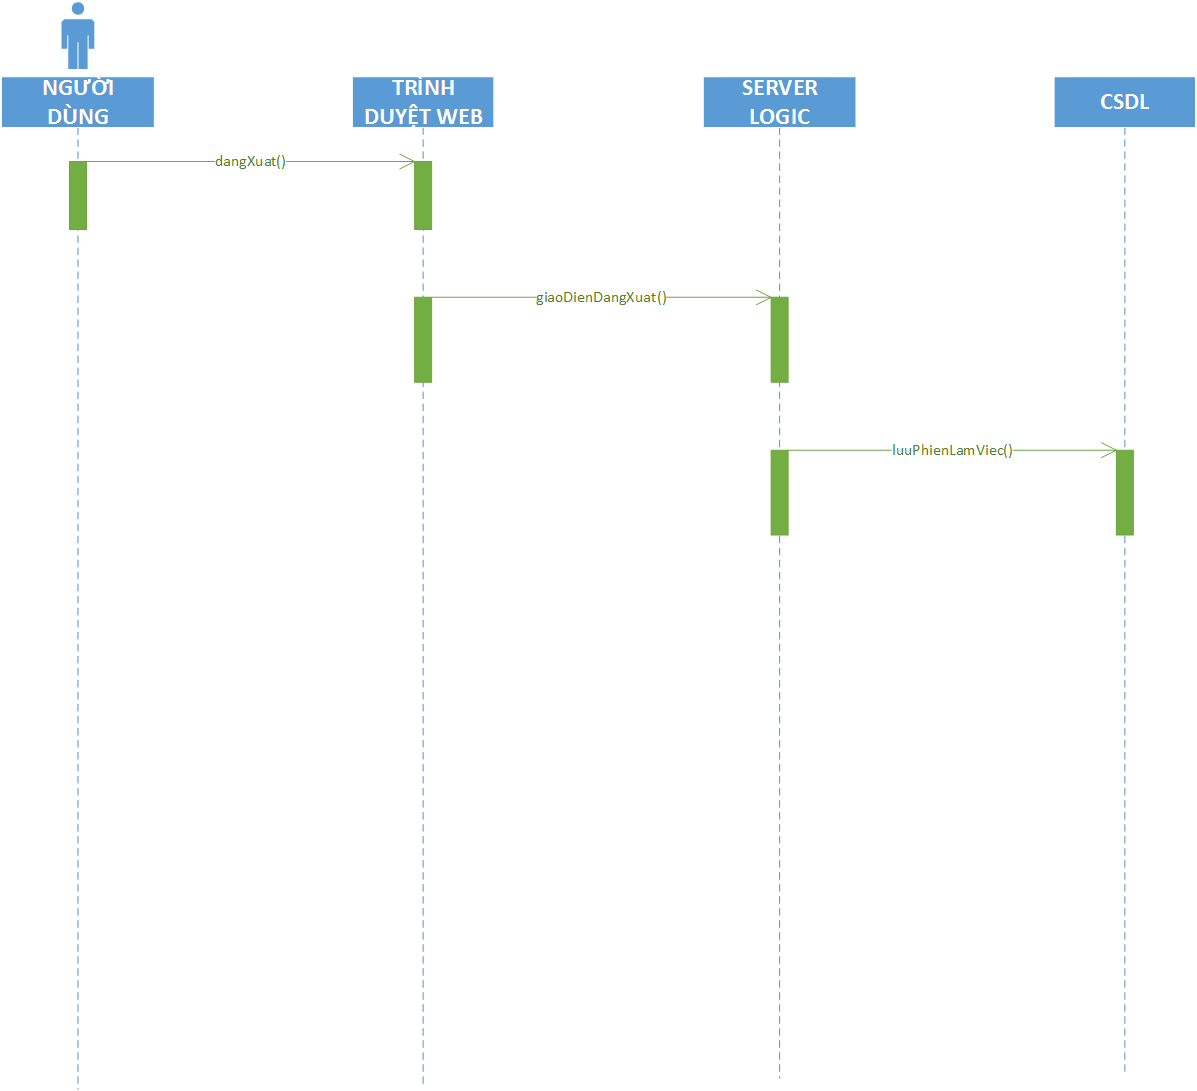 NGƯỜI
DÙNG
TRÌNH
DUYỆT WEB
SERVER
LOGIC
CSDL
dangXuat()
giaoDienDangXuat()
luuPhienLamViec()